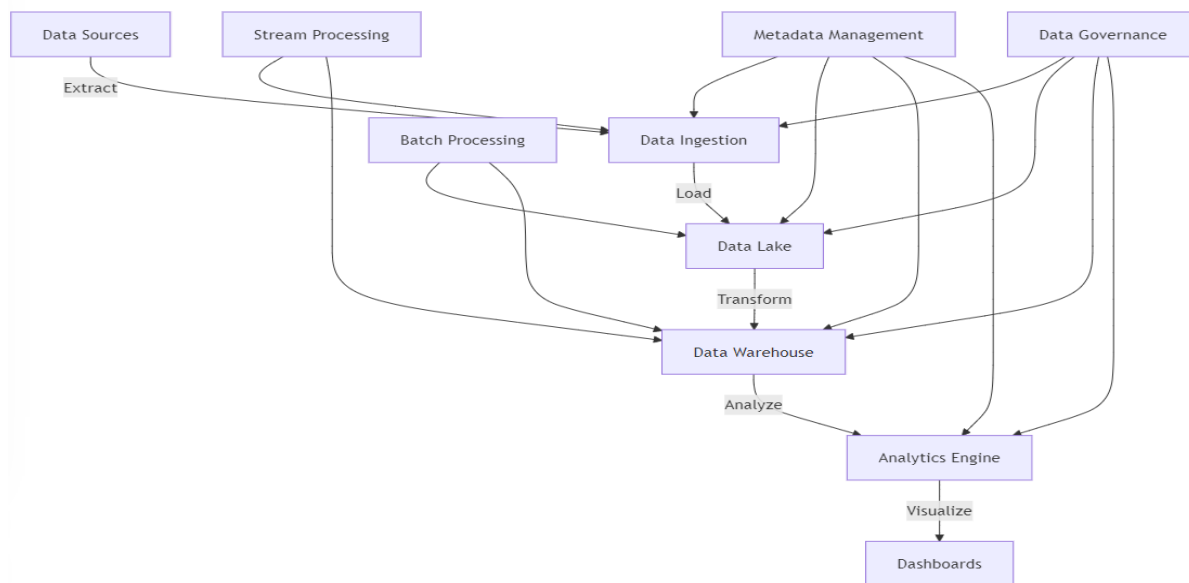 Data Sources
Stream Processing
Metadata Management
Data Governance
Extract
Batch Processing
Data Ingestion
Load
Data Lake
Transform
Data Warehouse
Analyze
Analytics Engine
Visualize
Dashboards